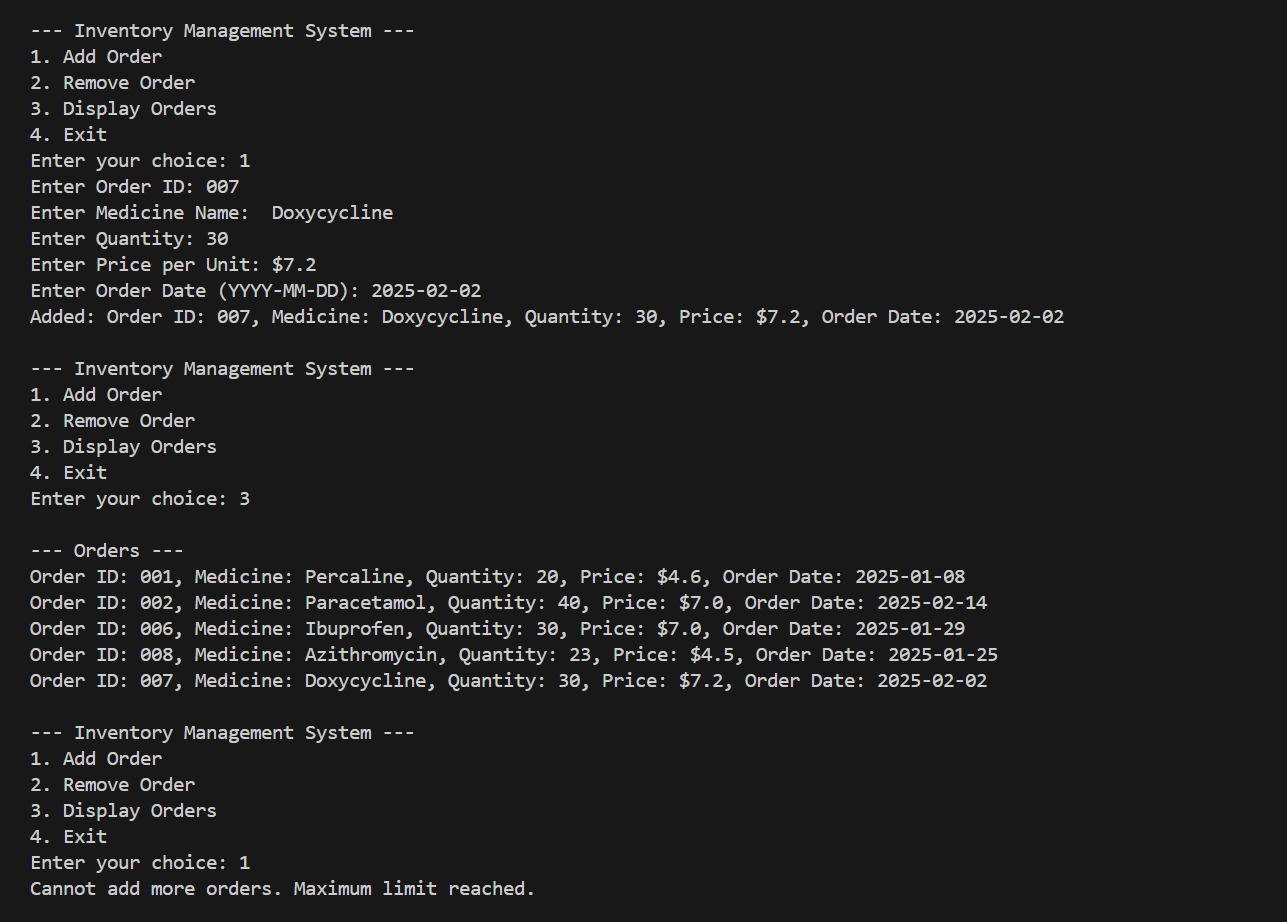 --- Inventory Management System ---
1. Add Order
2. Remove Order
3. Display Orders
4. Exit
Enter your choice: 1
Enter Order ID: 007
Enter Medicine Name:  Doxycycline
Enter Quantity: 30
Enter Price per Unit: $7.2
Enter Order Date (YYYY-MM-DD): 2025-02-02
Added: Order ID: 007, Medicine: Doxycycline, Quantity: 30, Price: $7.2, Order Date: 2025-02-02
--- Inventory Management System ---
1. Add Order
2. Remove Order
3. Display Orders
4. Exit
Enter your choice: 3
--- Orders ---
Order ID: 001, Medicine: Percaline, Quantity: 20, Price: $4.6, Order Date: 2025-01-08
Order ID: 002, Medicine: Paracetamol, Quantity: 40, Price: $7.0, Order Date: 2025-02-14
Order ID: 006, Medicine: Ibuprofen, Quantity: 30, Price: $7.0, Order Date: 2025-01-29
Order ID: 008, Medicine: Azithromycin, Quantity: 23, Price: $4.5, Order Date: 2025-01-25
Order ID: 007, Medicine: Doxycycline, Quantity: 30, Price: $7.2, Order Date: 2025-02-02
--- Inventory Management System ---
1. Add Order
2. Remove Order
3. Display Orders
4. Exit
Enter your choice: 1
Cannot add more orders. Maximum limit reached.